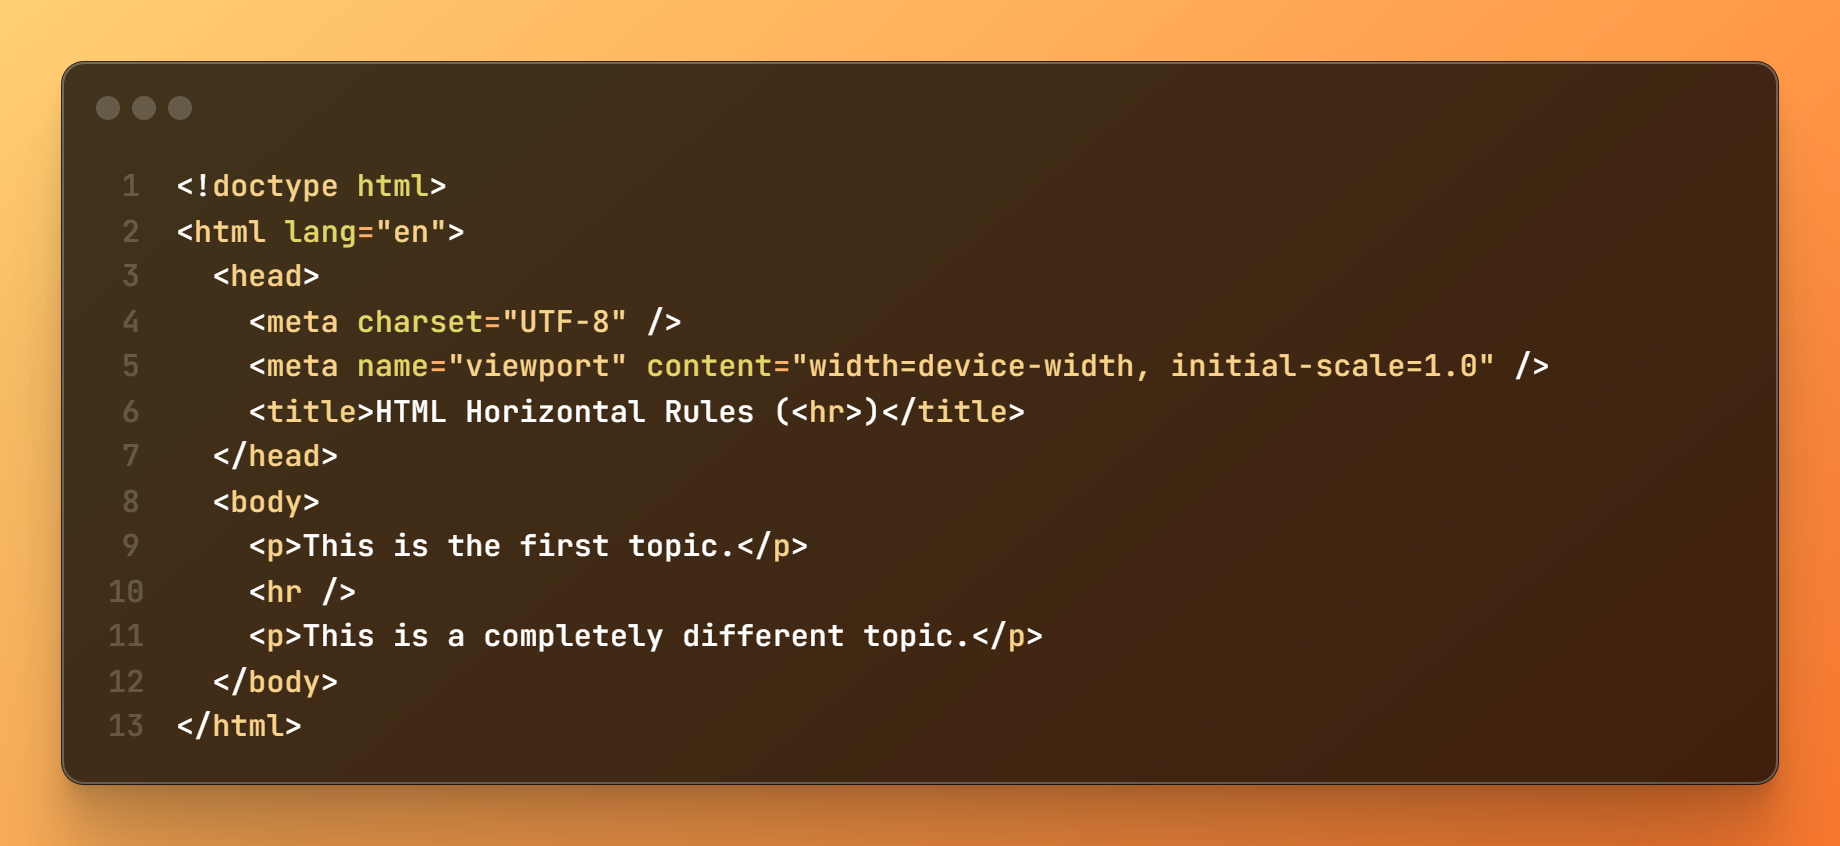 1 <!doctype html>
2 <html lang="en">
3   <head>
4     <meta charset="UTF-8" />
5     <meta name="viewport" content="width=device-width, initial-scale=1.0" />
6     <title>HTML Horizontal Rules (<hr>)</title>
7   </head>
8   <body>
9     <p>This is the first topic.</p>
10     <hr />
11     <p>This is a completely different topic.</p>
12   </body>
13 </html>